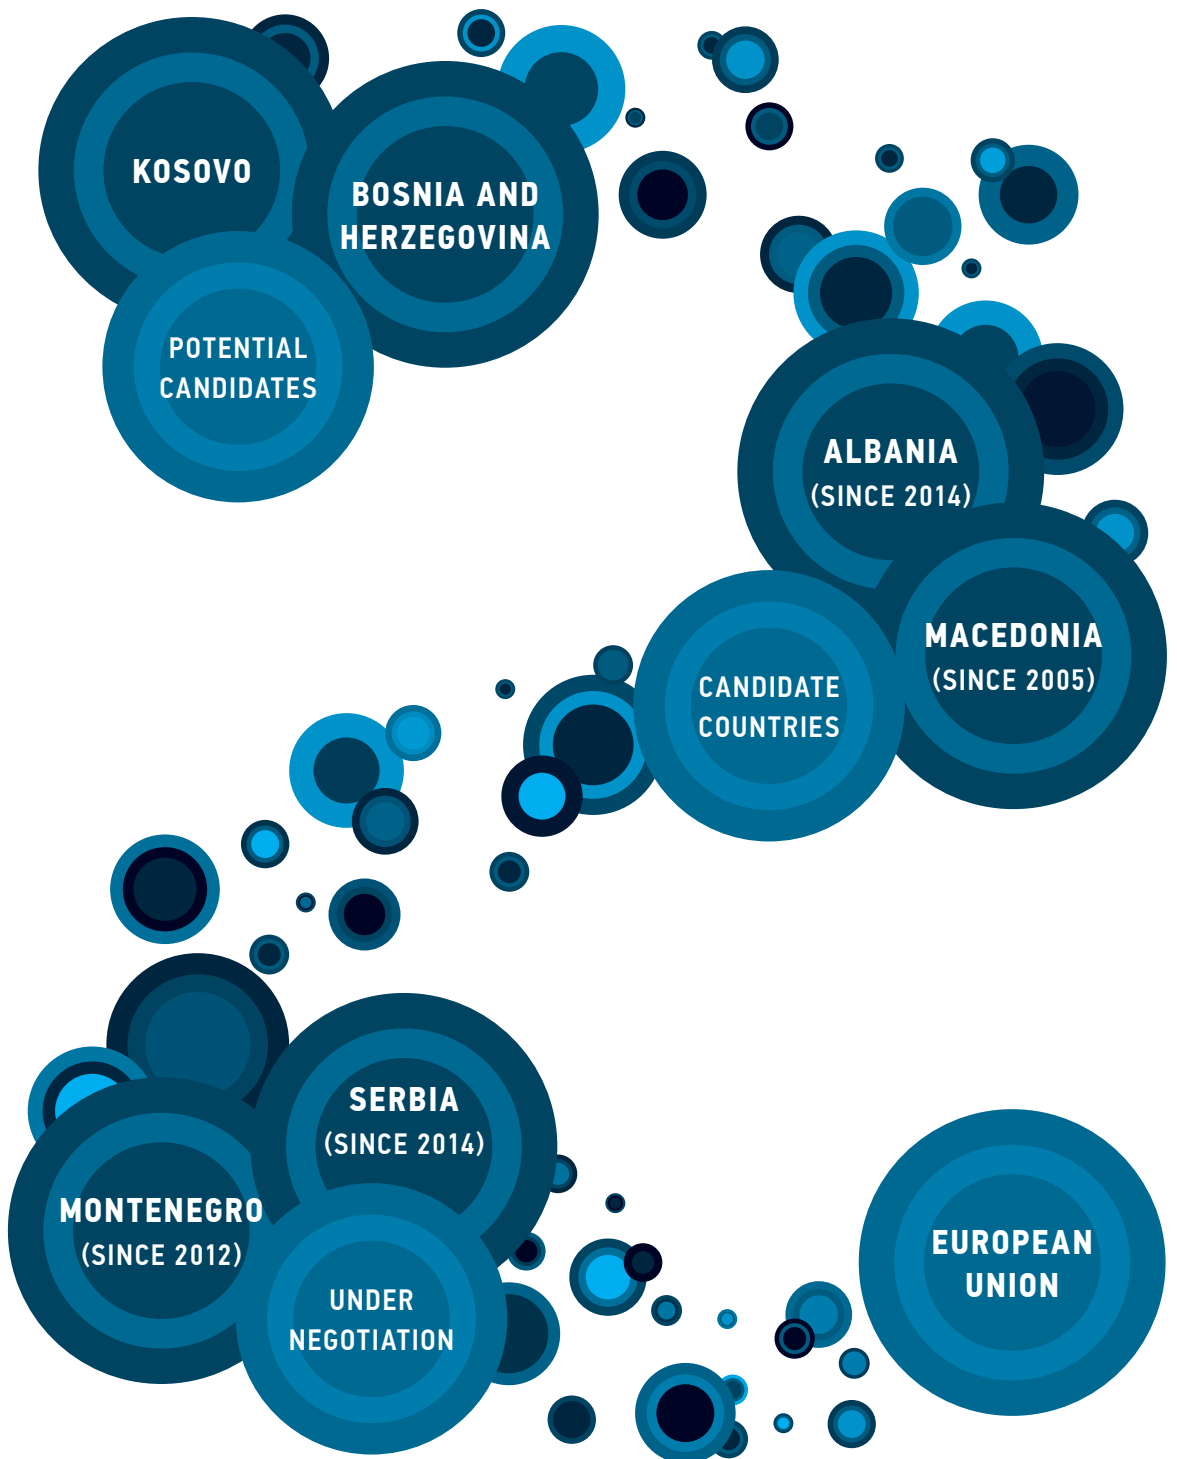 KOSOVO
BOSNIA AND
HERZEGOVINA
POTENTIAL
CANDIDATES
ALBANIA
(SINCE 2014)
MACEDONIA
(SINCE 2005)
CANDIDATE
COUNTRIES
SERBIA
(SINCE 2014)
MONTENEGRO
(SINCE 2012)
UNDER
NEGOTIATION
EUROPEAN
UNION